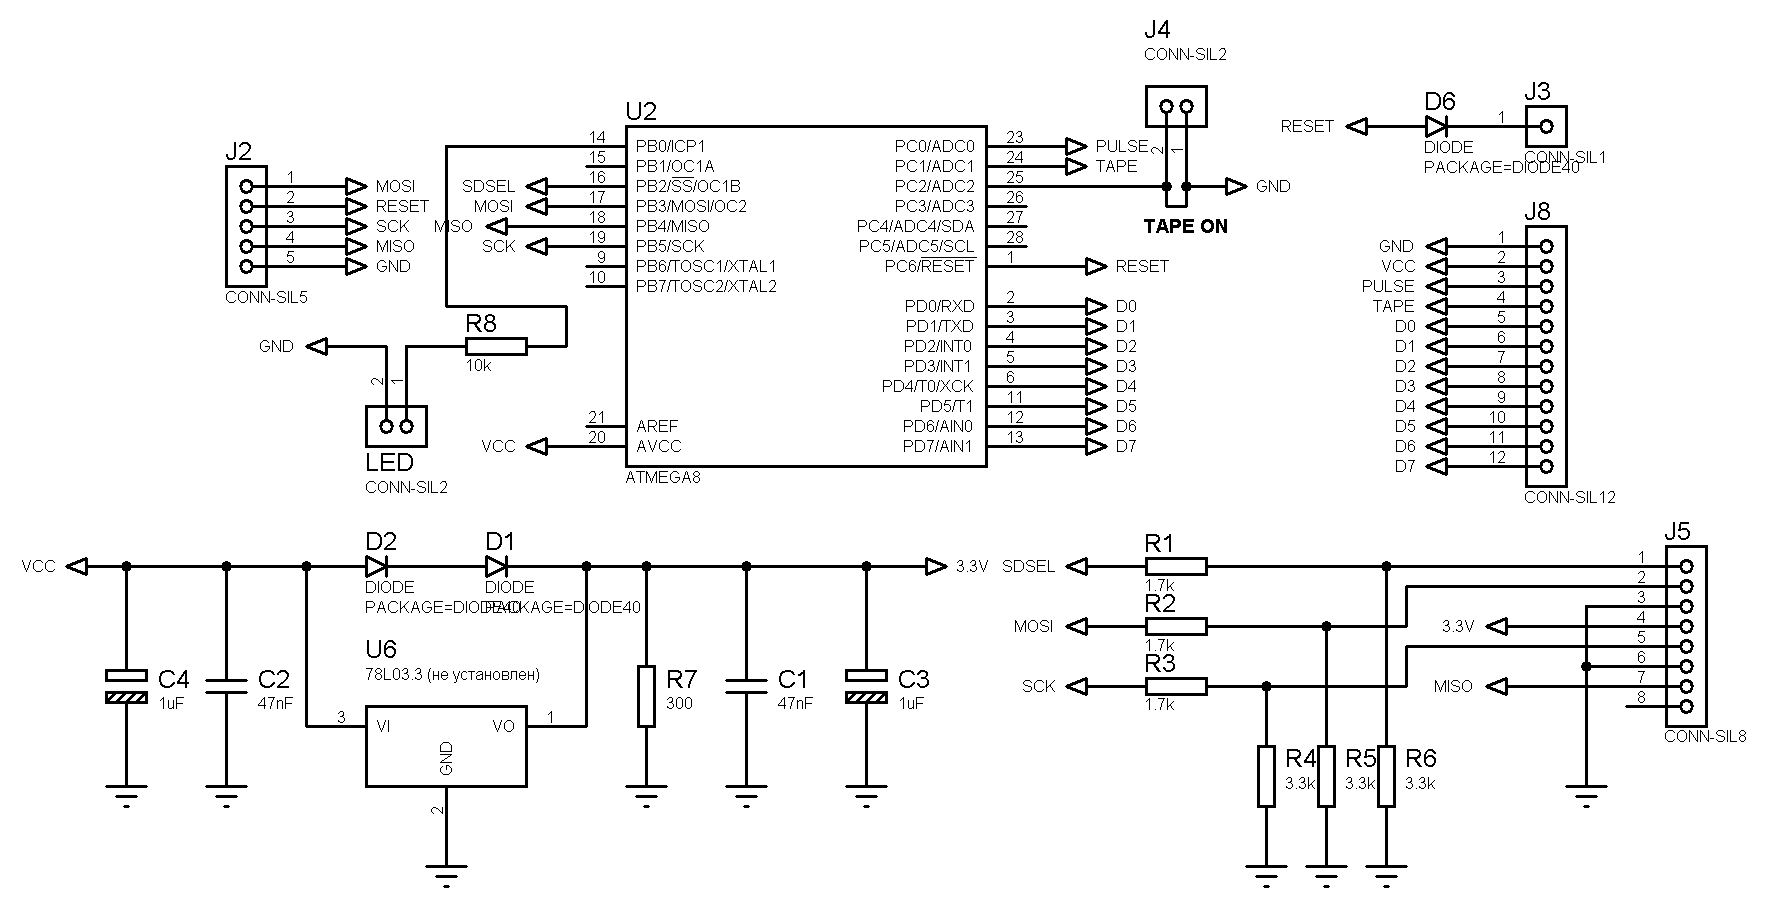 J4
CONN-SIL2
2
1
GND
TAPE ON
J3
CONN-SIL1
1
D6
DIODE
PACKAGE=DIODE40
RESET
J2
1 MOSI
2 RESET
3 SCK
4 MISO
5 GND
CONN-SIL5
U2
14 PB0/ICP1
15 PB1/OC1A
SDSEL 16 PB2/SS/OC1B
MOSI 17 PB3/MOSI/OC2
MISO 18 PB4/MISO
SCK 19 PB5/SCK
9 PB6/TOSC1/XTAL1
10 PB7/TOSC2/XTAL2
21 AREF
VCC 20 AVCC
PC0/ADC0 23 PULSE
PC1/ADC1 24 TAPE
PC2/ADC2 25
PC3/ADC3 26
PC4/ADC4/SDA 27
PC5/ADC5/SCL 28
PC6/RESET 1 RESET
PD0/RXD 2 D0
PD1/TXD 3 D1
PD2/INT0 4 D2
PD3/INT1 5 D3
PD4/T0/XCK 6 D4
PD5/T1 11 D5
PD6/AIN0 12 D6
PD7/AIN1 13 D7
ATMEGA8
R8
10k
GND
2
1
LED
CONN-SIL2
J8
GND 1
VCC 2
PULSE 3
TAPE 4
D0 5
D1 6
D2 7
D3 8
D4 9
D5 10
D6 11
D7 12
CONN-SIL12
VCC
D2
DIODE
PACKAGE=DIODE40
D1
DIODE
PACKAGE=DIODE40
3.3V
U6
78L03.3 (не установлен)
3 VI
VO 1
GND
2
C4
1uF
C2
47nF
R7
300
C1
47nF
C3
1uF
SDSEL
R1
1.7k
MOSI
R2
1.7k
SCK
R3
1.7k
R4
3.3k
R5
3.3k
R6
3.3k
J5
1
2
3
3.3V 4
5
6
MISO 7
8
CONN-SIL8